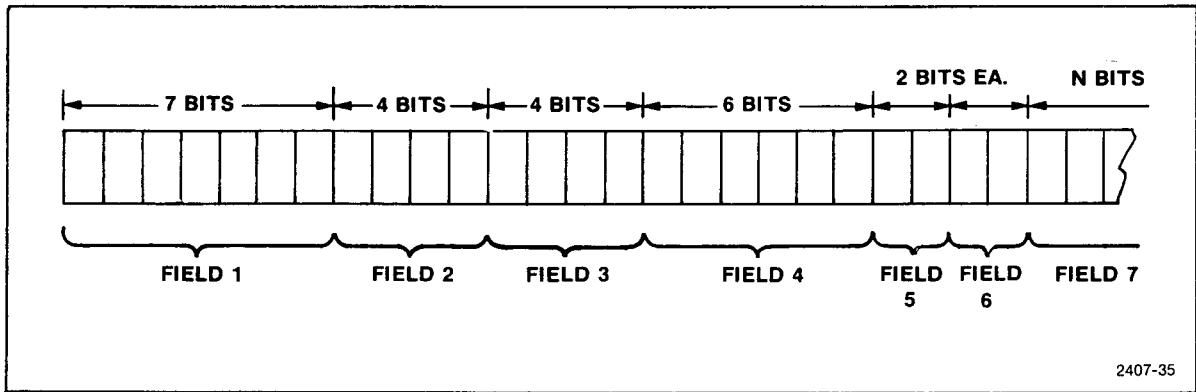 2 BITS EA. N BITS
7 BITS 4 BITS 4 BITS 6 BITS
FIELD 1 FIELD 2 FIELD 3 FIELD 4 FIELD 5 FIELD 6 FIELD 7
2407-35